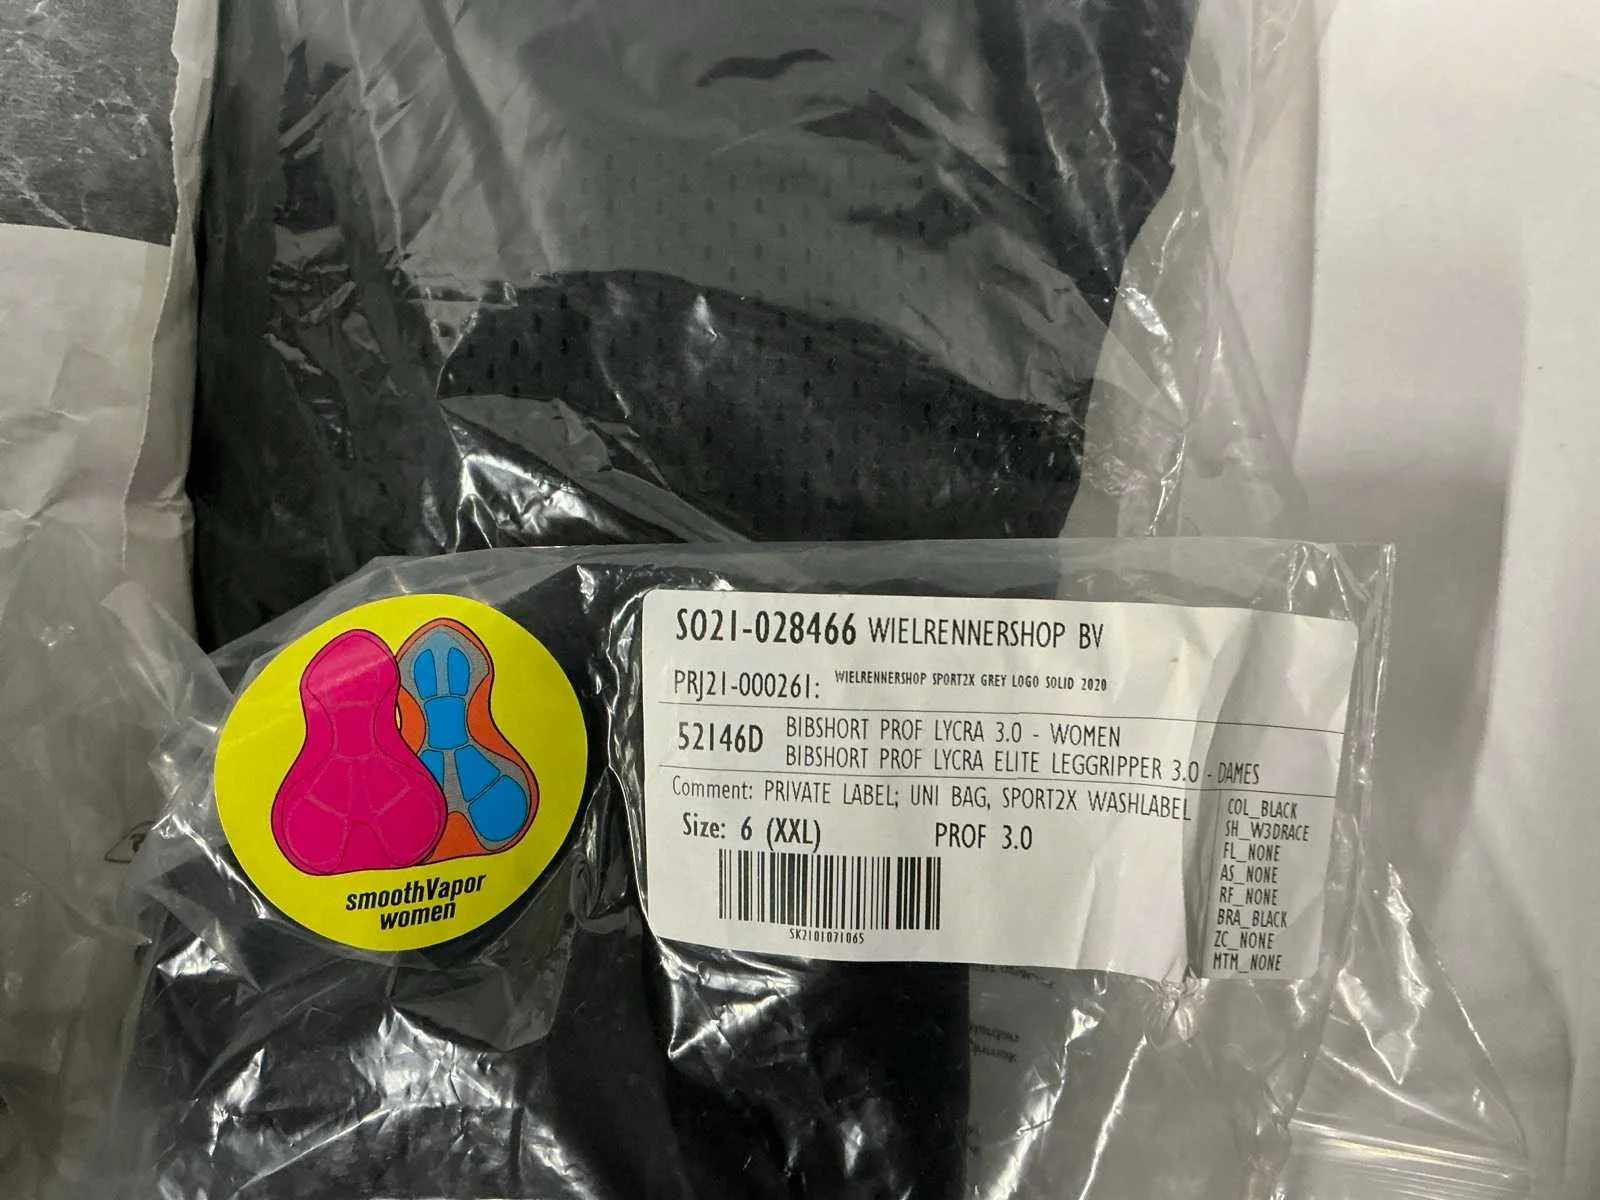 SO21-028466 WIELRENNERSHOP BV
PRJ21-000261: WIELRENNERSHOP SPORT2X GREY LOGO SOLID 2020
52146D BIBSHORT PROF LYCRA 3.0 - WOMEN
BIBSHORT PROF LYCRA ELITE LEGGRIPPER 3.0 - DAMES
Comment: PRIVATE LABEL; UNI BAG, SPORT2X WASHLABEL
Size: 6 (XXL) PROF 3.0
SK2101071065
COL_BLACK
SH_W3DRACE
FL_NONE
AS_NONE
RF_NONE
BRA_BLACK
ZC_NONE
MTM_NONE
smoothVapor
women